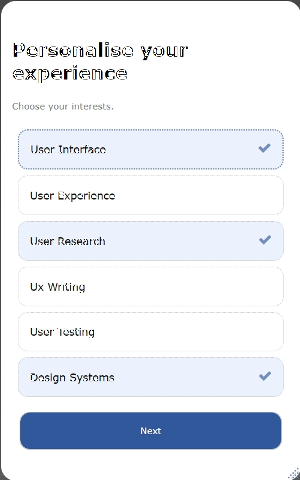 Personalise your
experience
Choose your interests.
User Interface
User Experience
User Research
Ux Writing
User Testing
Design Systems
Next